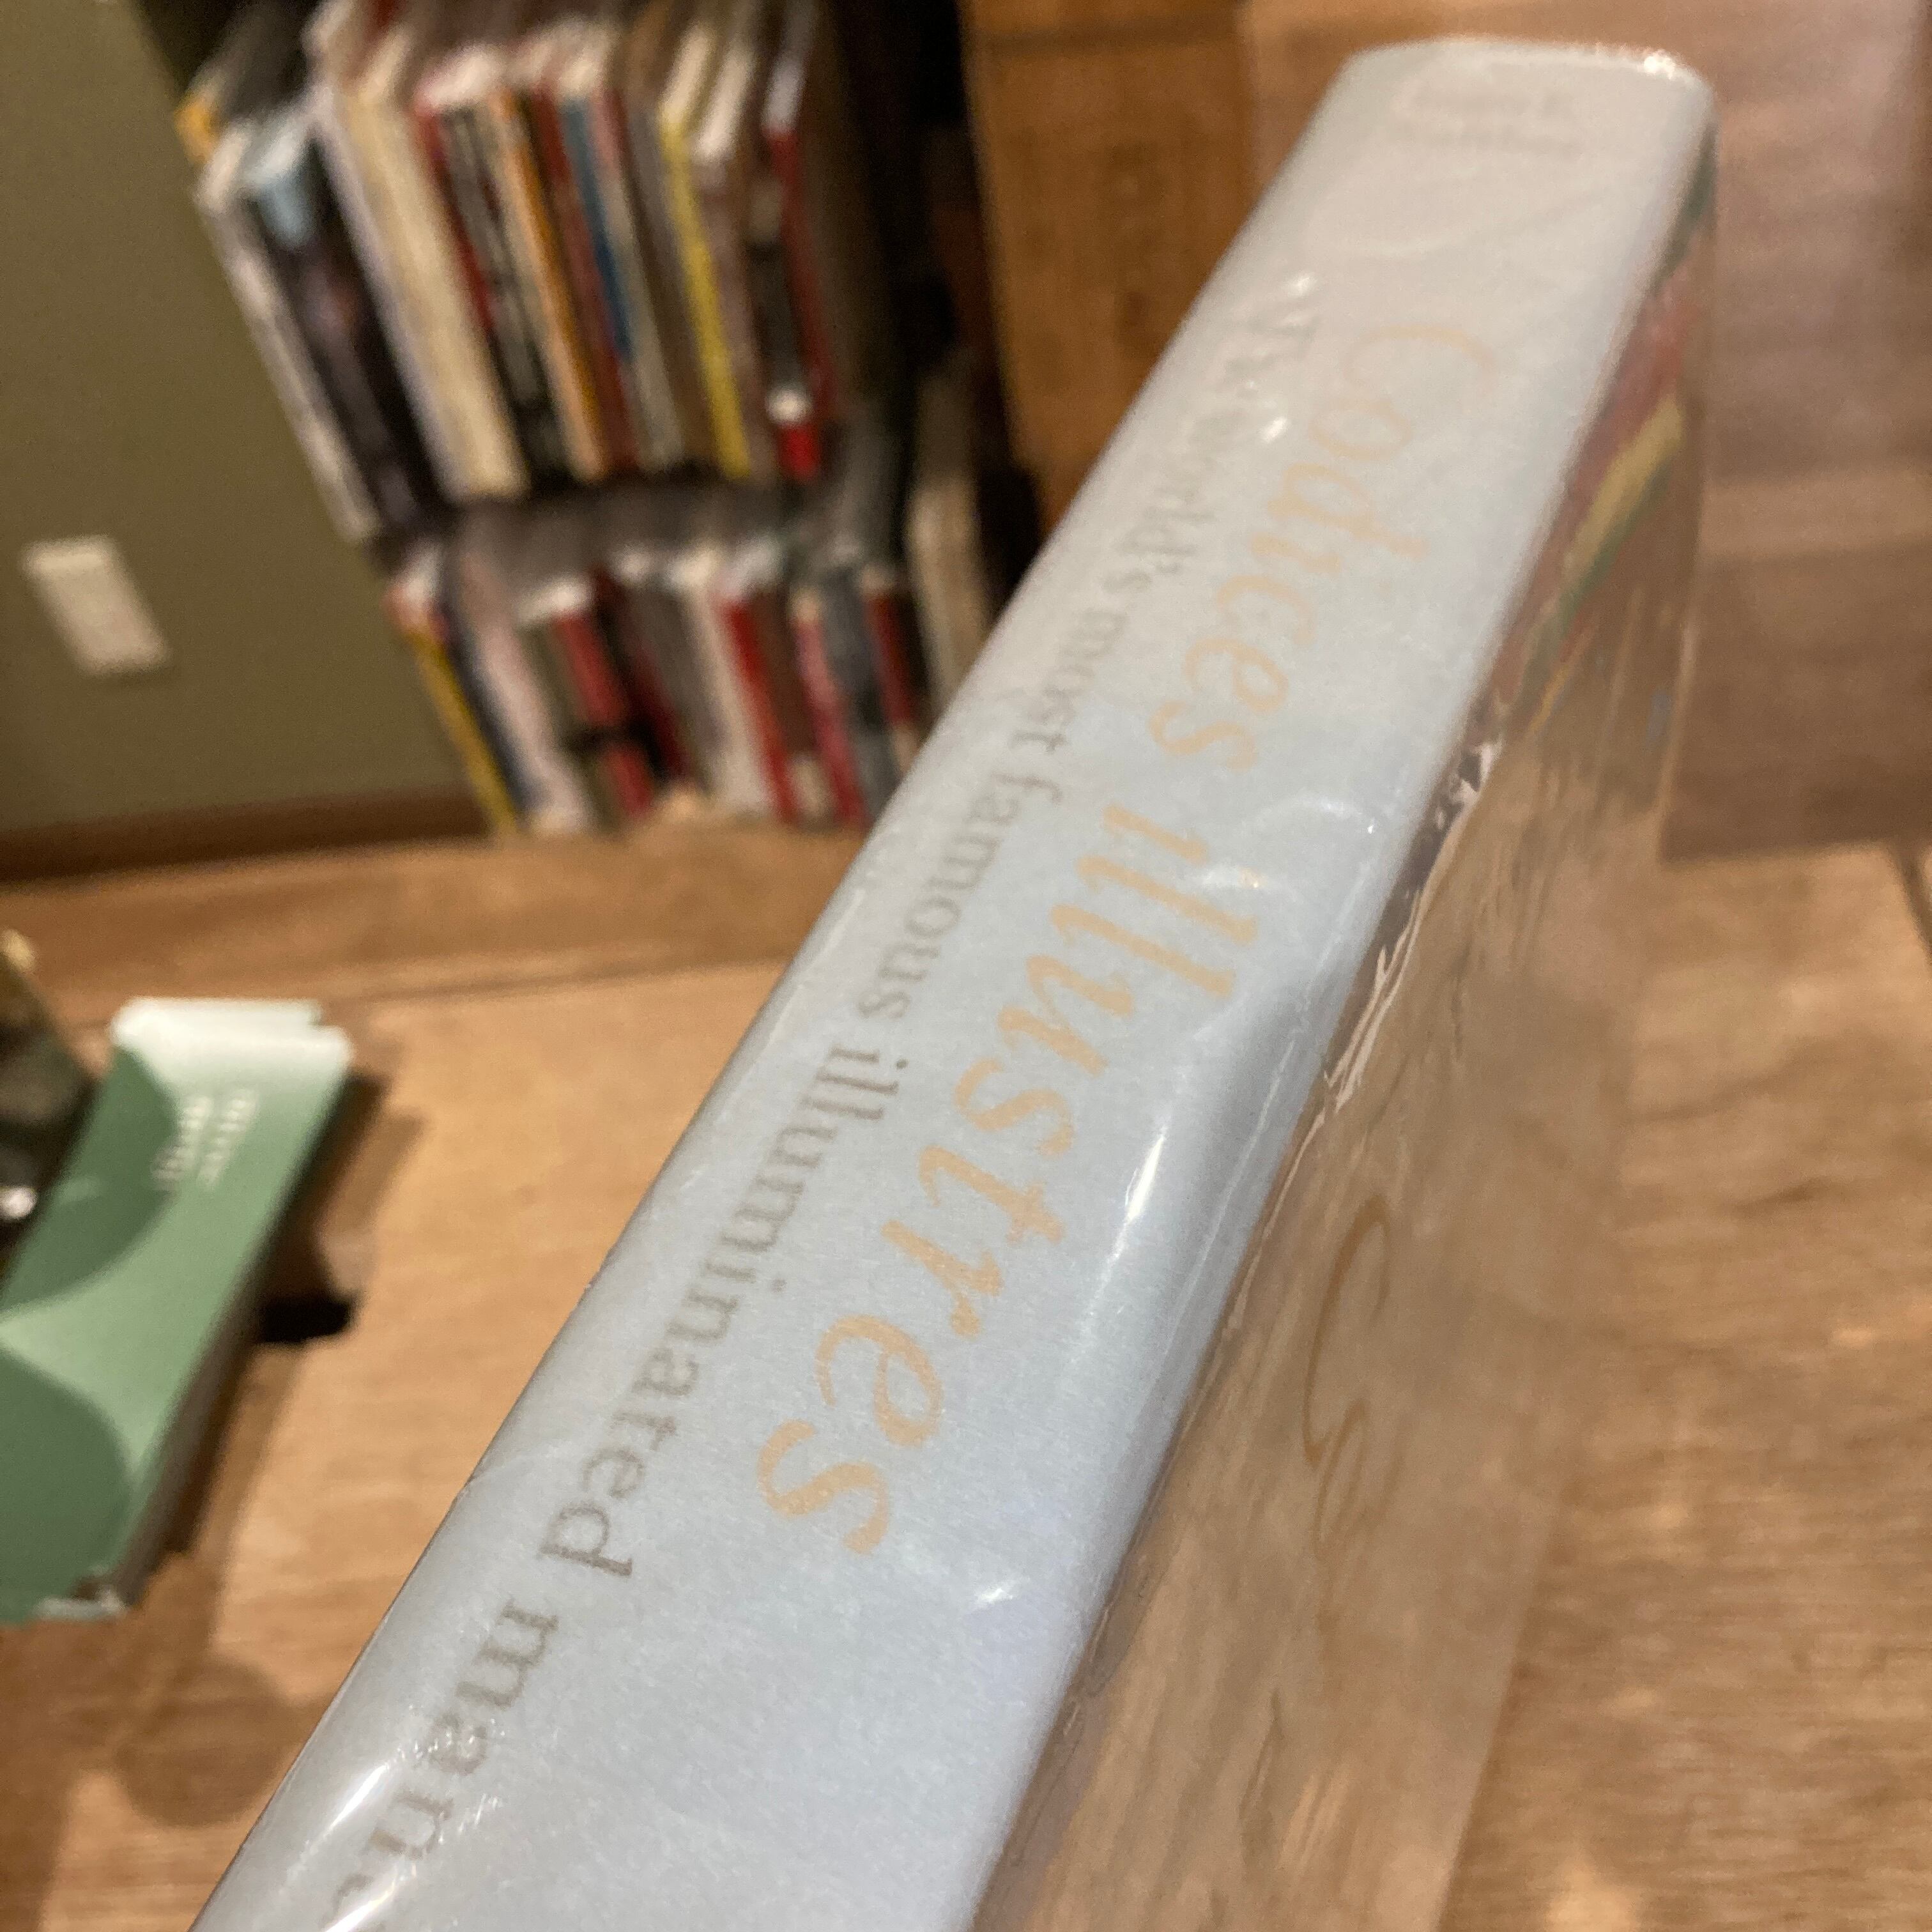 Codices illustres
The world's most famous illuminated manu